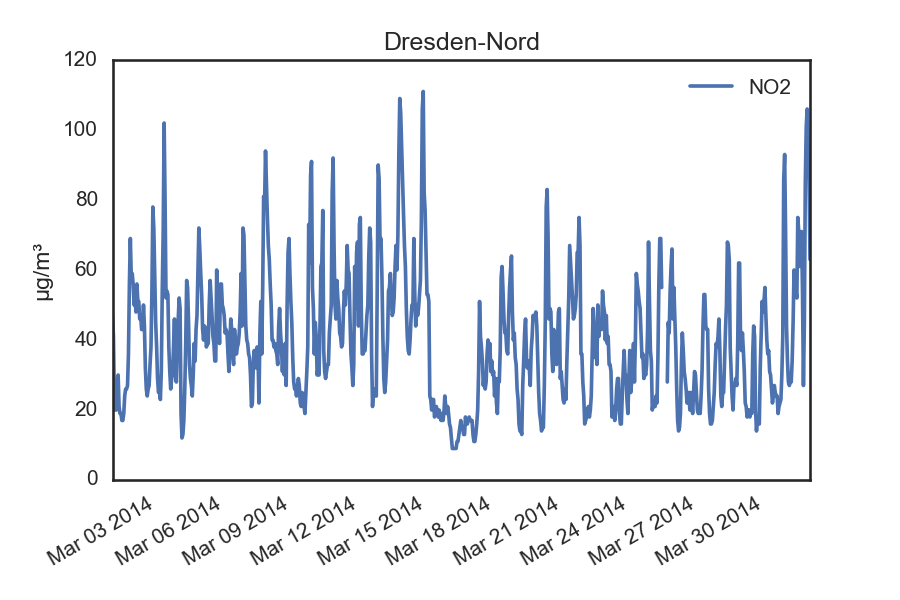 Dresden-Nord
120
100
80
60
40
20
0
µg/m³
NO2
Mar 03 2014
Mar 06 2014
Mar 09 2014
Mar 12 2014
Mar 15 2014
Mar 18 2014
Mar 21 2014
Mar 24 2014
Mar 27 2014
Mar 30 2014